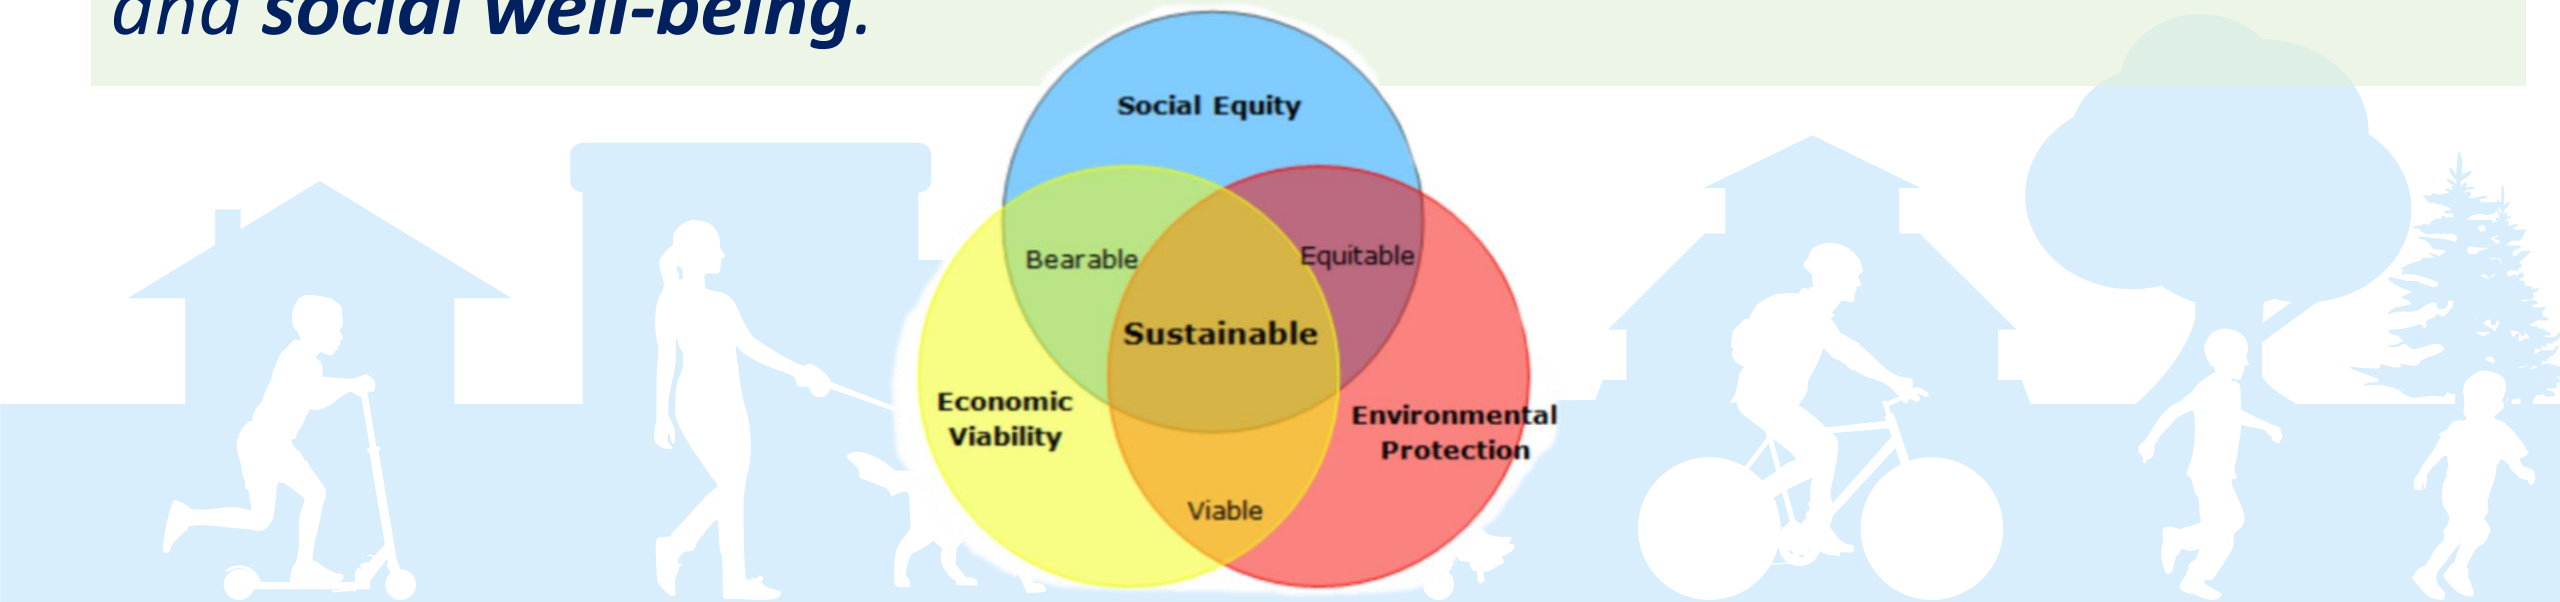 and social well-being.
Social Equity
Bearable
Equitable
Sustainable
Economic
Viability
Environmental
Protection
Viable